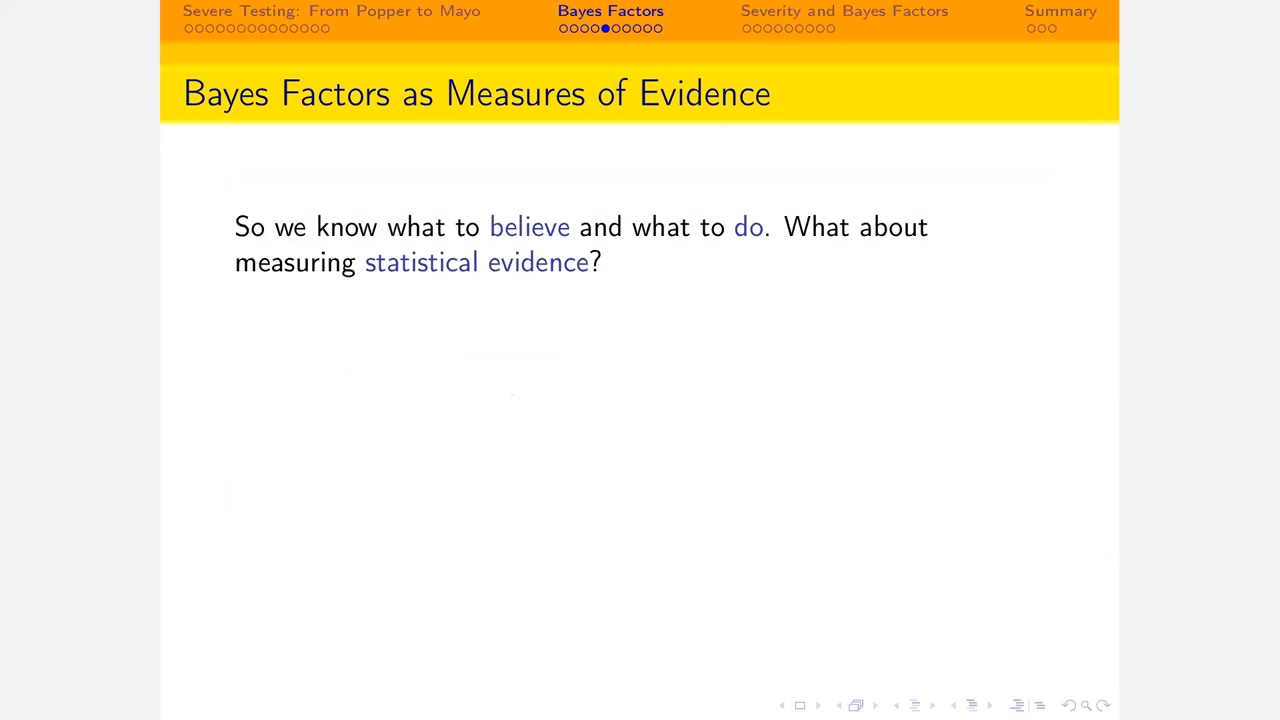 Severe Testing: From Popper to Mayo
Bayes Factors
Severity and Bayes Factors
Summary
Bayes Factors as Measures of Evidence
So we know what to believe and what to do. What about
measuring statistical evidence?